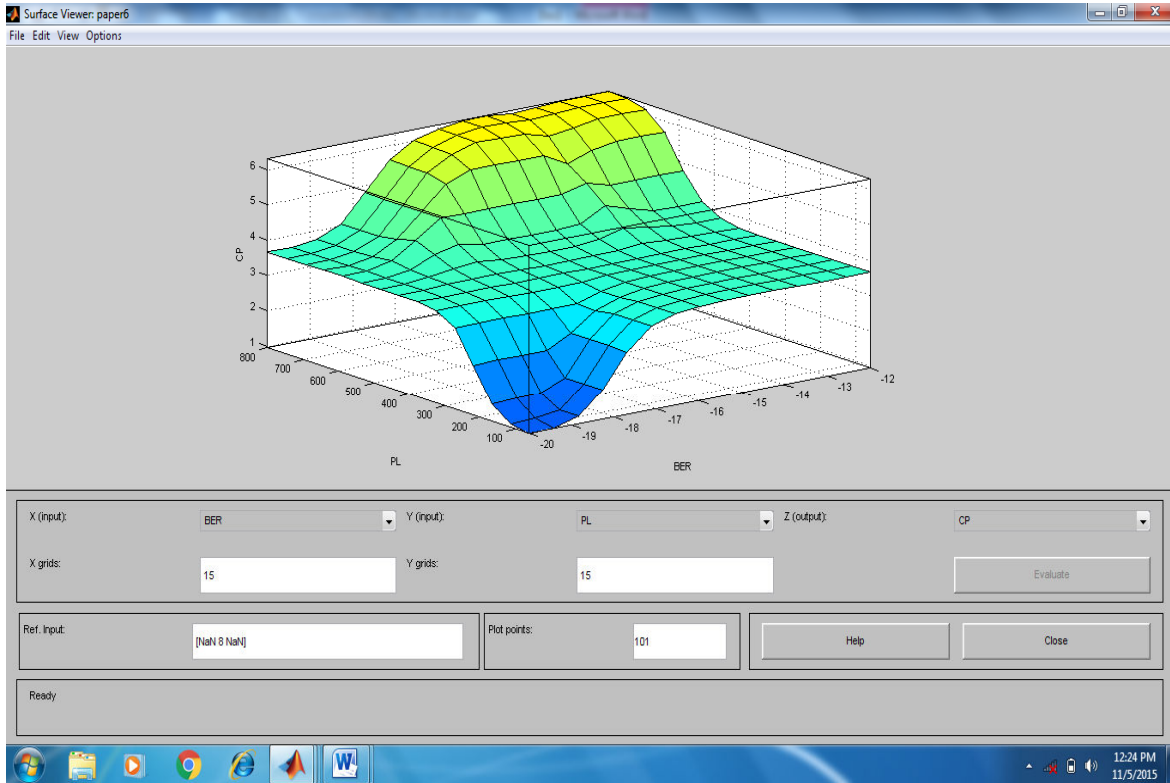 Surface Viewer: paper6
File Edit View Options
6
5
4
3
2
1
CP
800
700
600
500
400
300
200
100
PL
-20
-19
-18
-17
-16
-15
-14
-13
-12
BER
X (input): BER Y (input): PL Z (output): CP
X grids: 15 Y grids: 15 Evaluate
Ref. Input: [NaN 8 NaN] Plot points: 101 Help Close
Ready
12:24 PM
11/5/2015